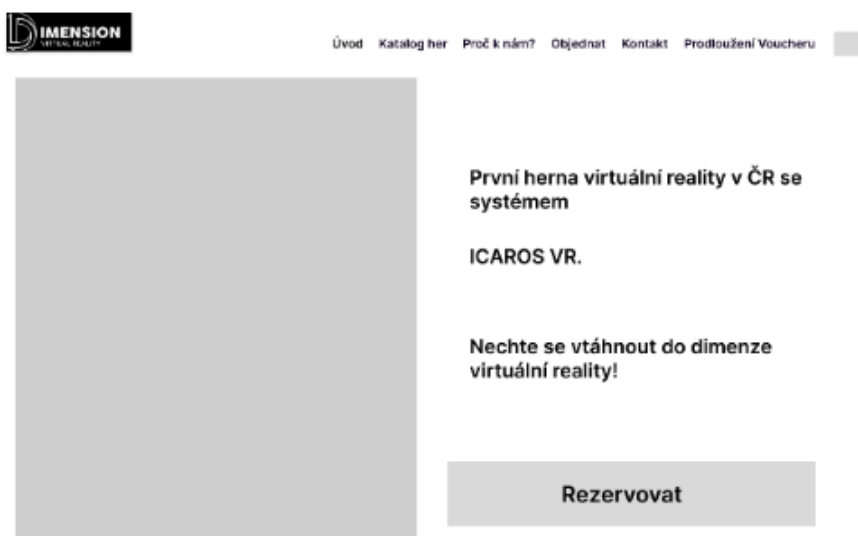 DIMENSION
VIRTUAL REALITY
Úvod Katalog her Proč k nám? Objednat Kontakt Prodloužení Voucheru
První herna virtuální reality v ČR se
systémem
ICAROS VR.
Nechte se vtáhnout do dimenze
virtuální reality!
Rezervovat